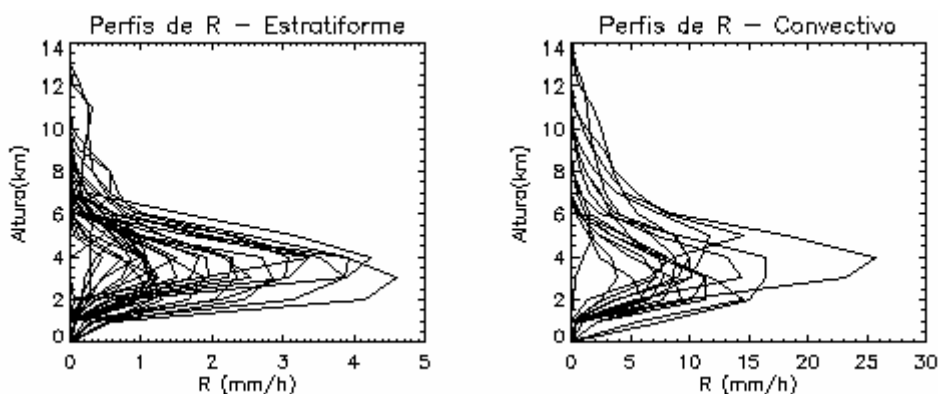 Perfis de R – Estratiforme
14
12
10
8
6
4
2
0
Altura(km)
0 1 2 3 4 5
R (mm/h)
Perfis de R – Convectivo
14
12
10
8
6
4
2
0
Altura(km)
0 5 10 15 20 25 30
R (mm/h)